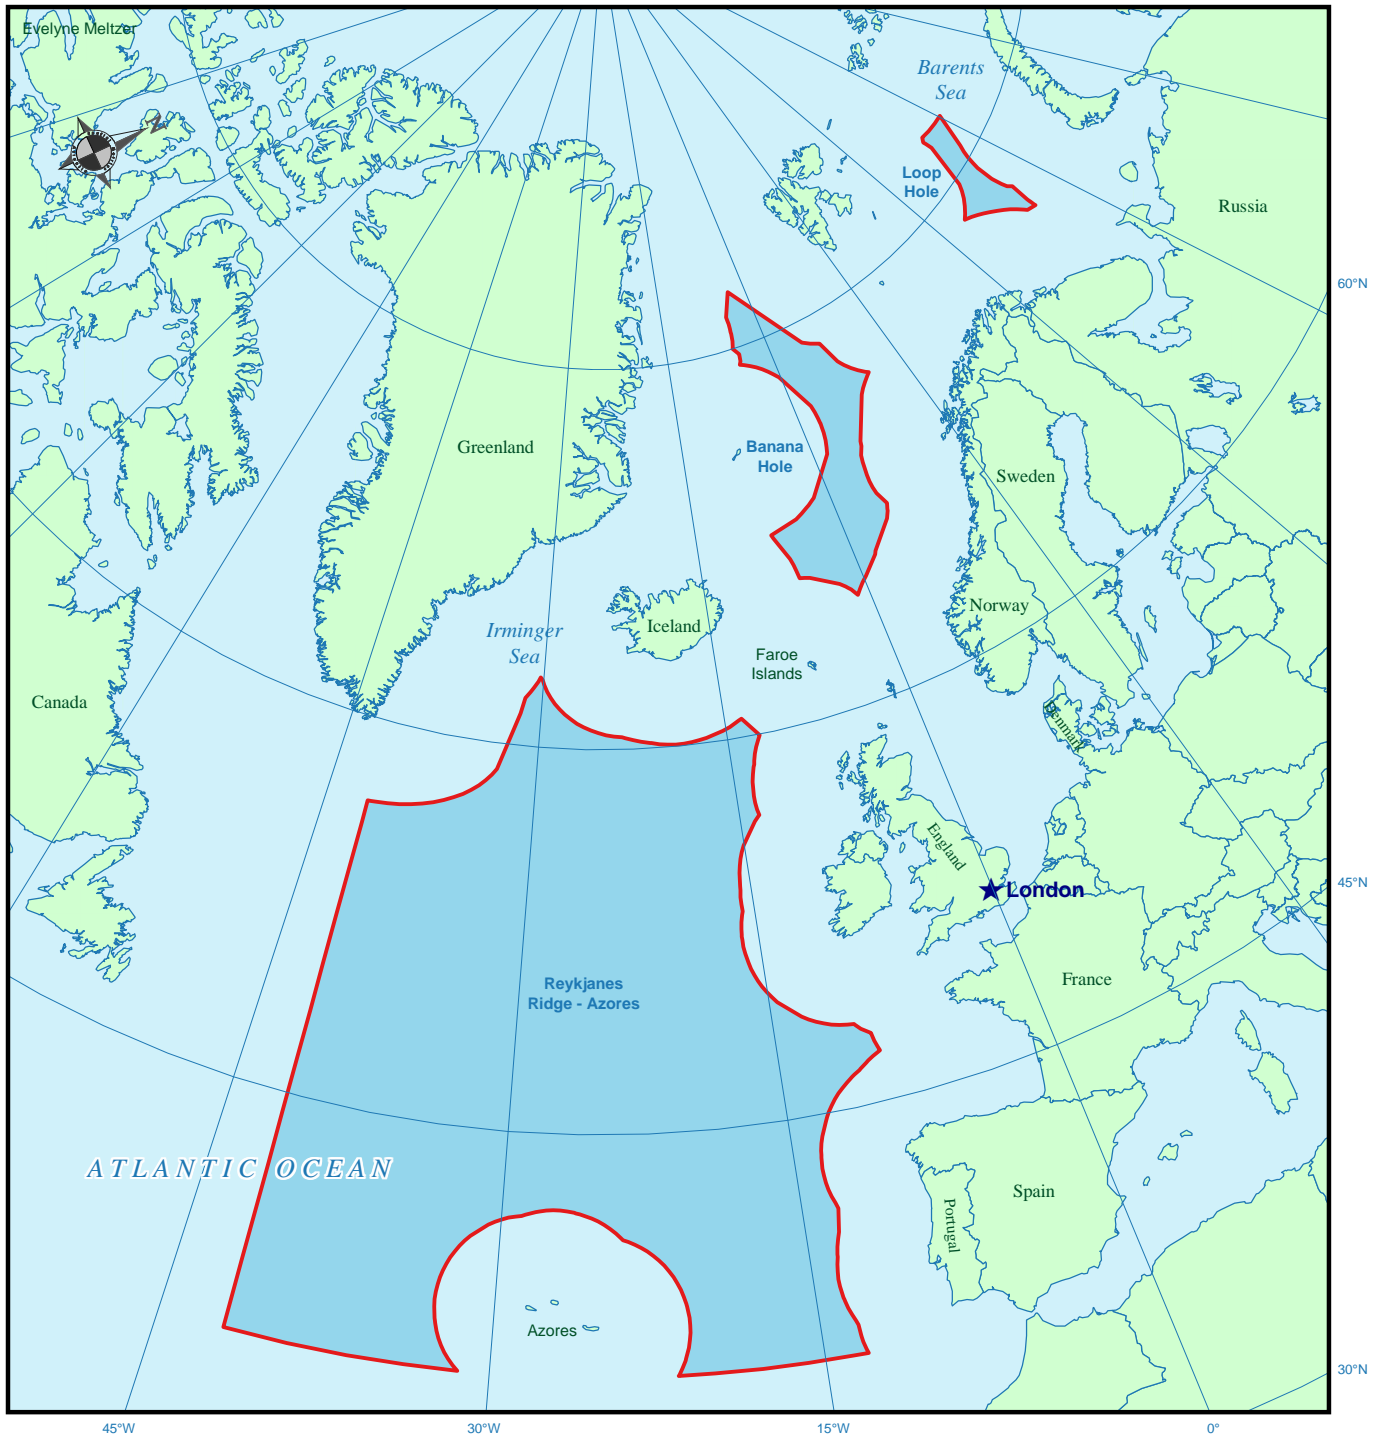 Evelyne Meltzer
Barents
Sea
N
Loop
Hole
Russia
60°N
Greenland
Banana
Hole
Sweden
Norway
Irminger
Sea
Iceland
Faroe
Islands
Canada
Denmark
England
London
45°N
Reykjanes
Ridge - Azores
France
ATLANTIC OCEAN
Spain
Portugal
Azores
30°N
45°W
30°W
15°W
0°